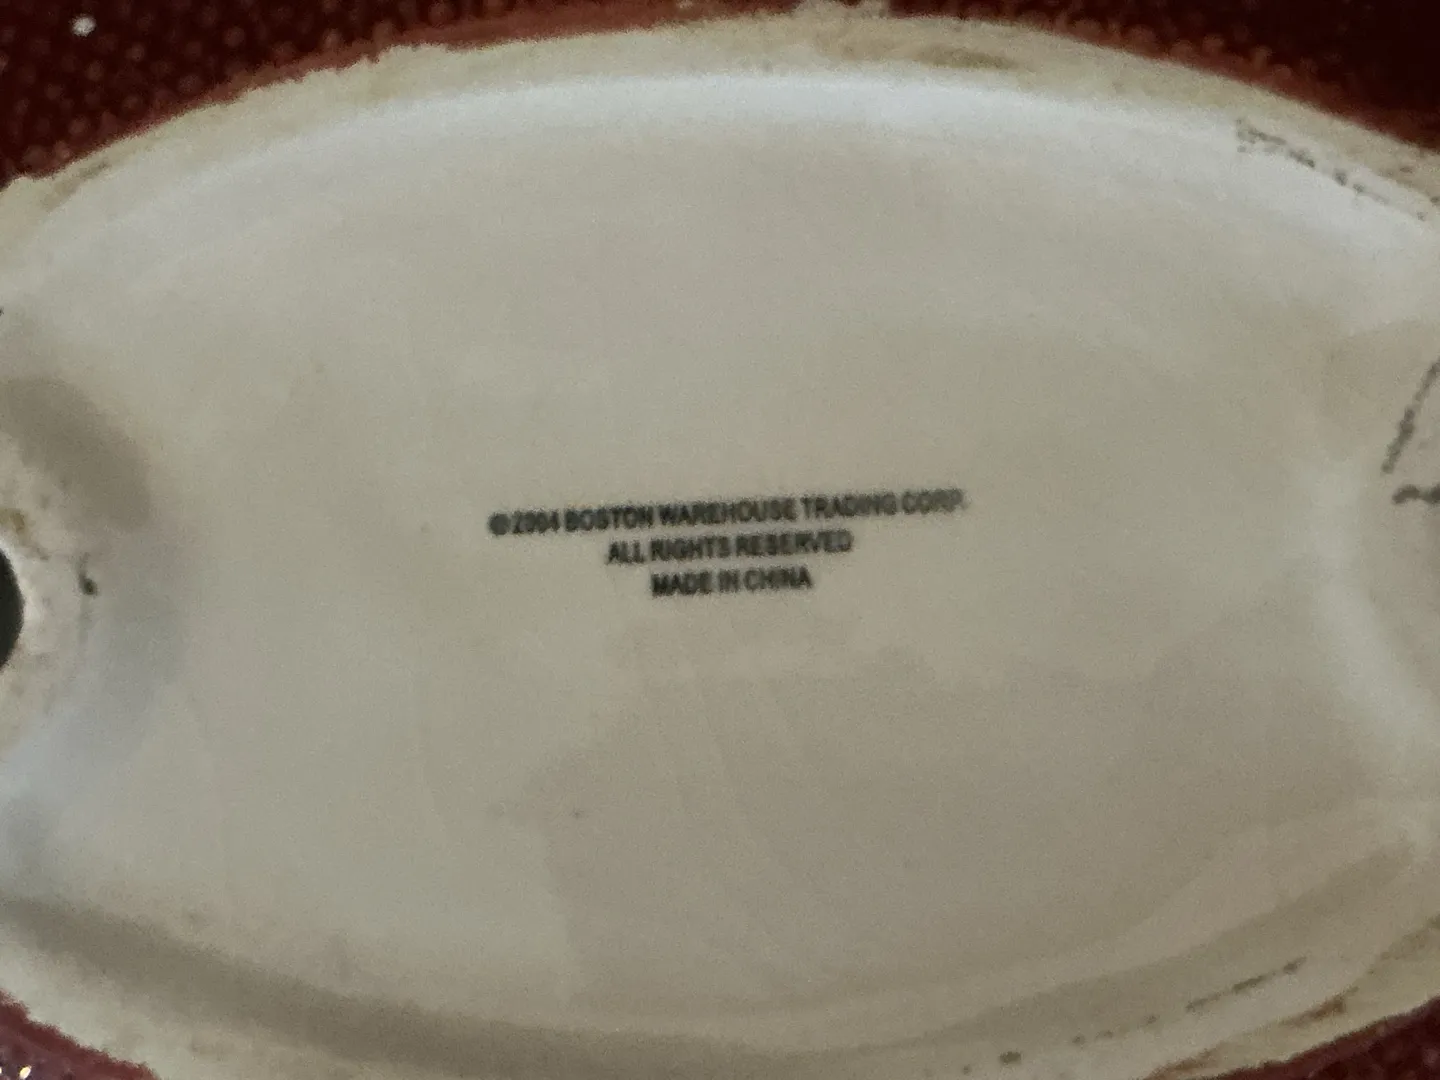 ©2004 BOSTON WAREHOUSE TRADING CORP.
ALL RIGHTS RESERVED
MADE IN CHINA